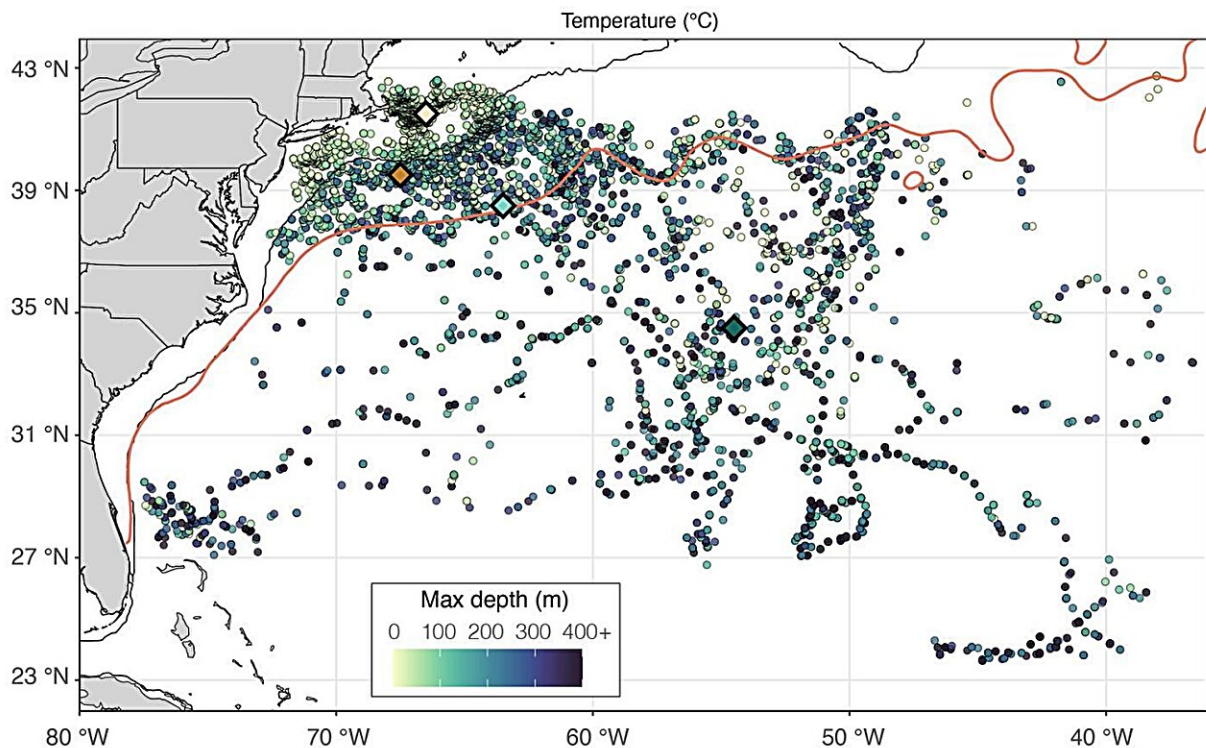 Temperature (°C)
43 °N
39 °N
35 °N
31 °N
27 °N
23 °N
Max depth (m)
0 100 200 300 400+
80 °W 70 °W 60 °W 50 °W 40 °W